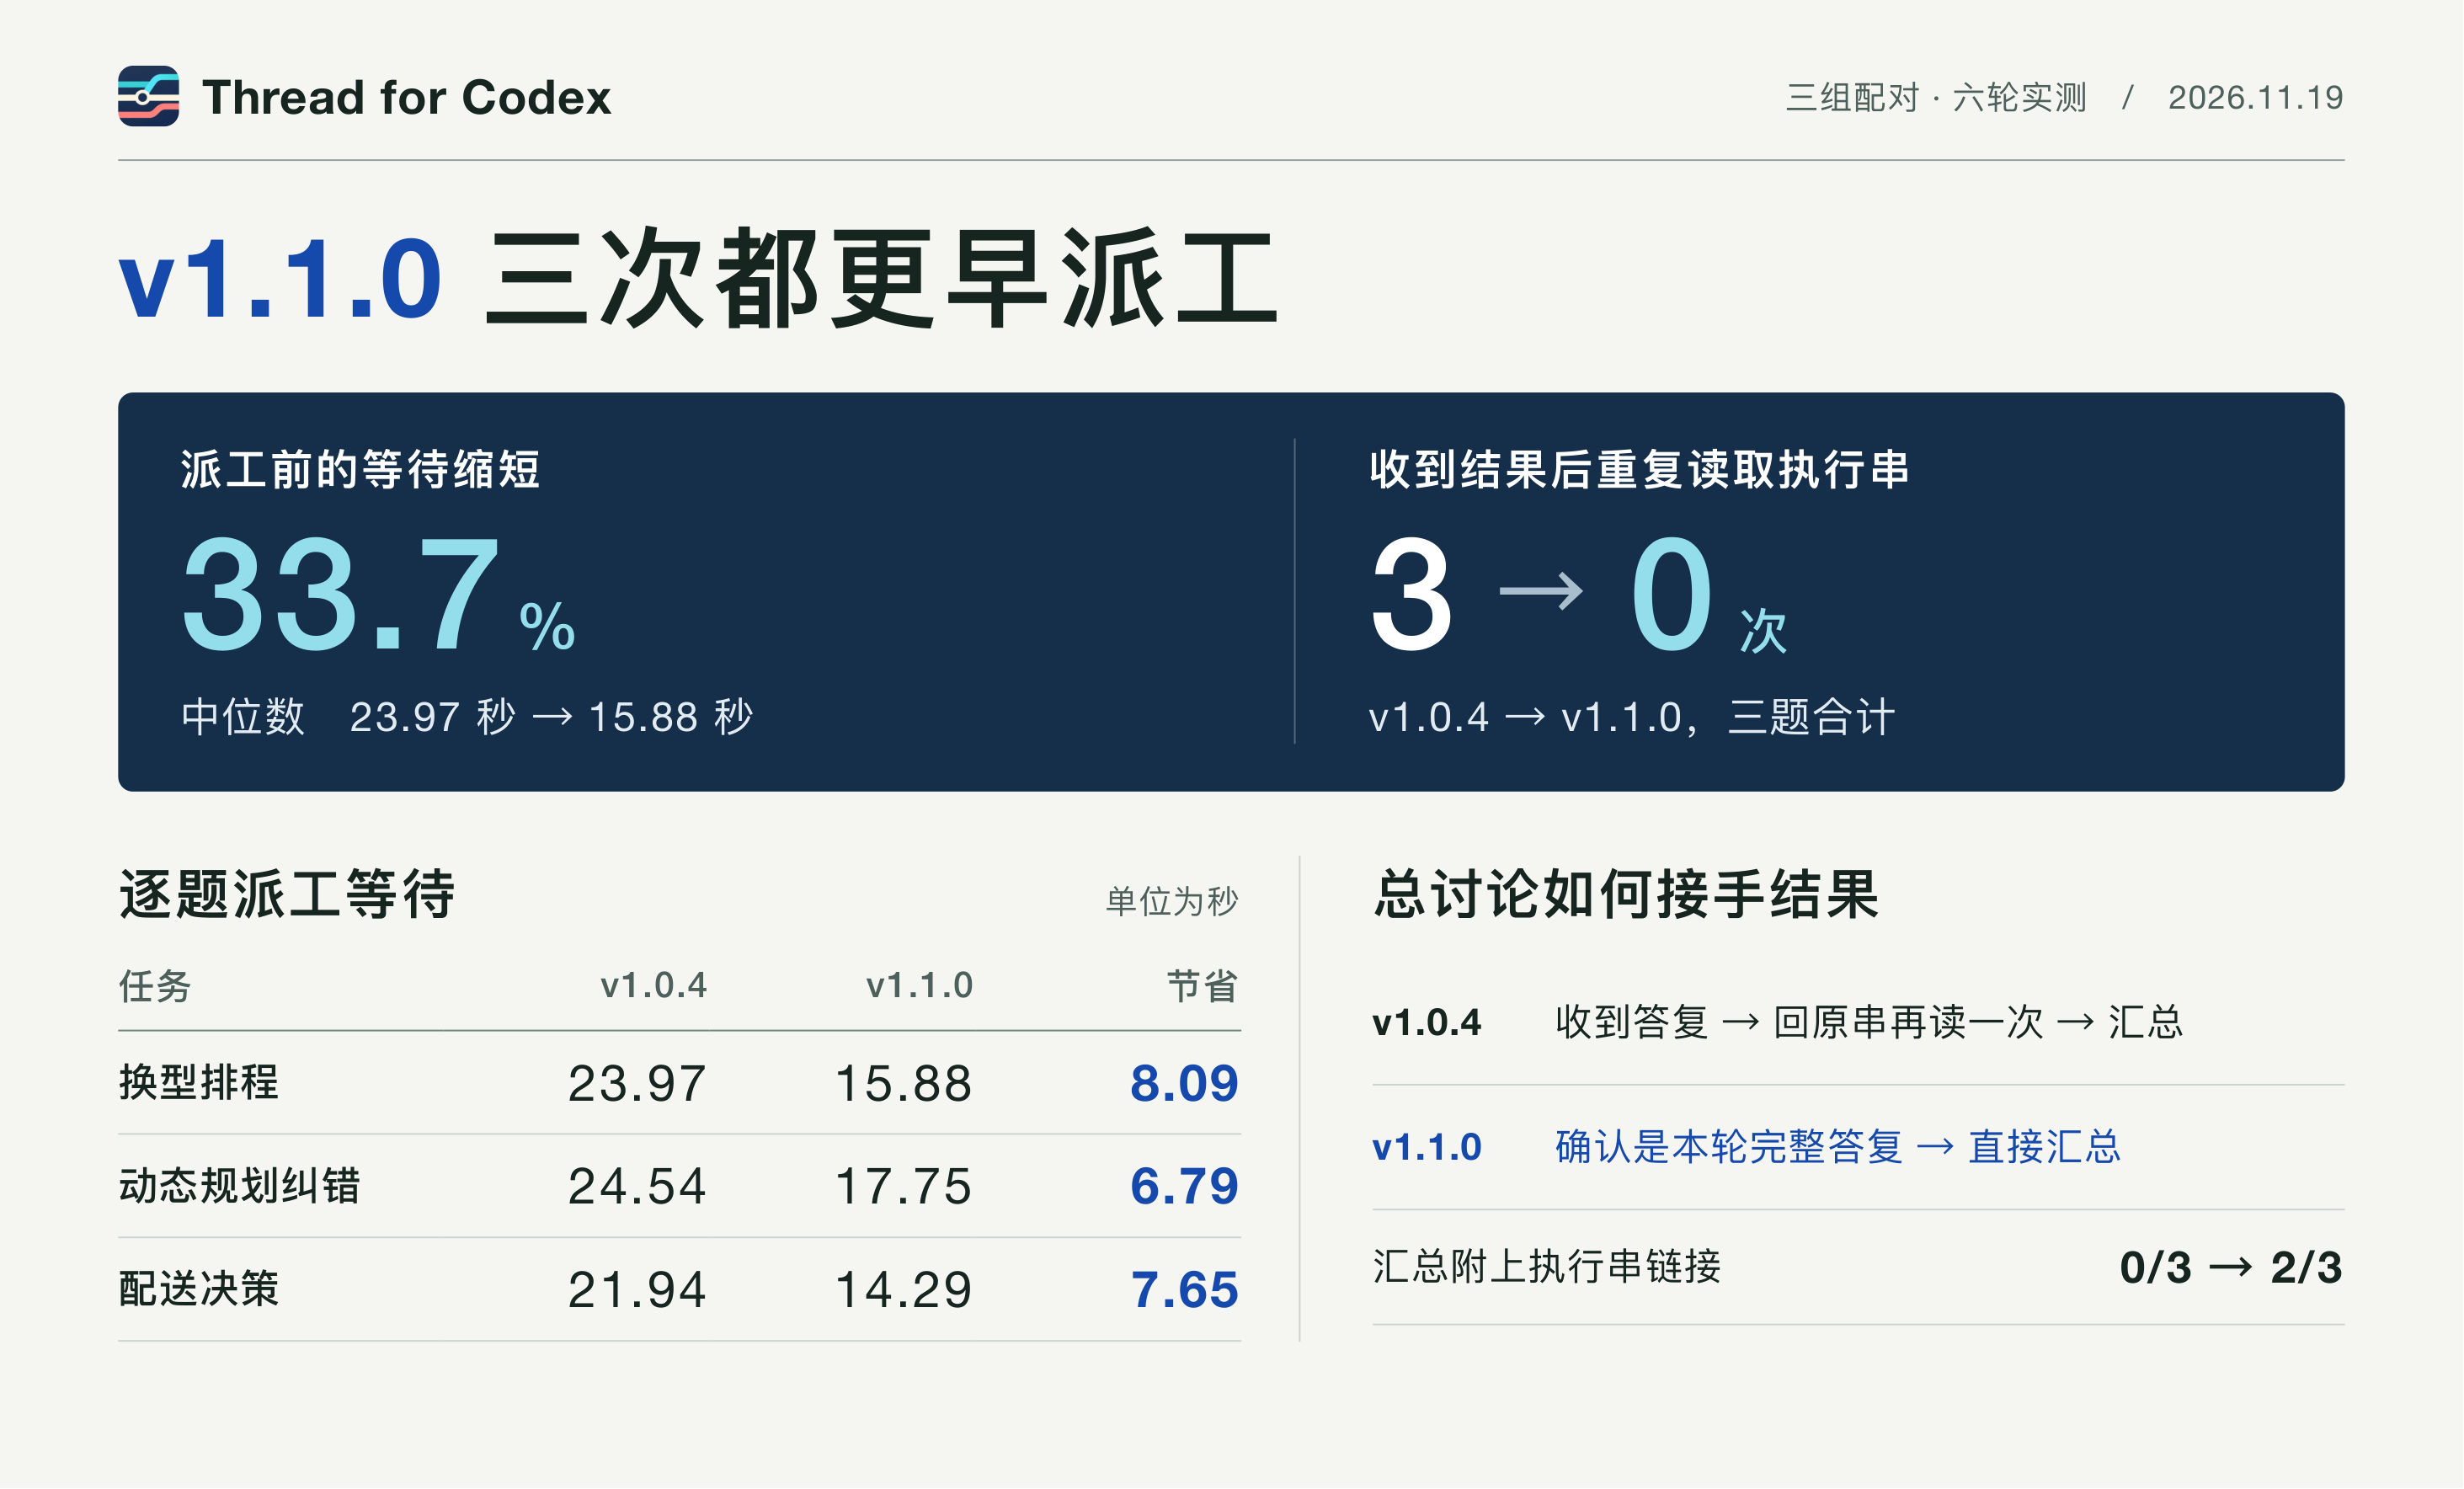 Thread for Codex
三组配对 · 六轮实测 / 2026.11.19
v1.1.0 三次都更早派工
派工前的等待缩短
33.7%
中位数 23.97 秒 → 15.88 秒
收到结果后重复读取执行串
3 → 0 次
v1.0.4 → v1.1.0，三题合计
逐题派工等待 单位为秒
任务 v1.0.4 v1.1.0 节省
换型排程 23.97 15.88 8.09
动态规划纠错 24.54 17.75 6.79
配送决策 21.94 14.29 7.65
总讨论如何接手结果
v1.0.4 收到答复 → 回原串再读一次 → 汇总
v1.1.0 确认是本轮完整答复 → 直接汇总
汇总附上执行串链接 0/3 → 2/3